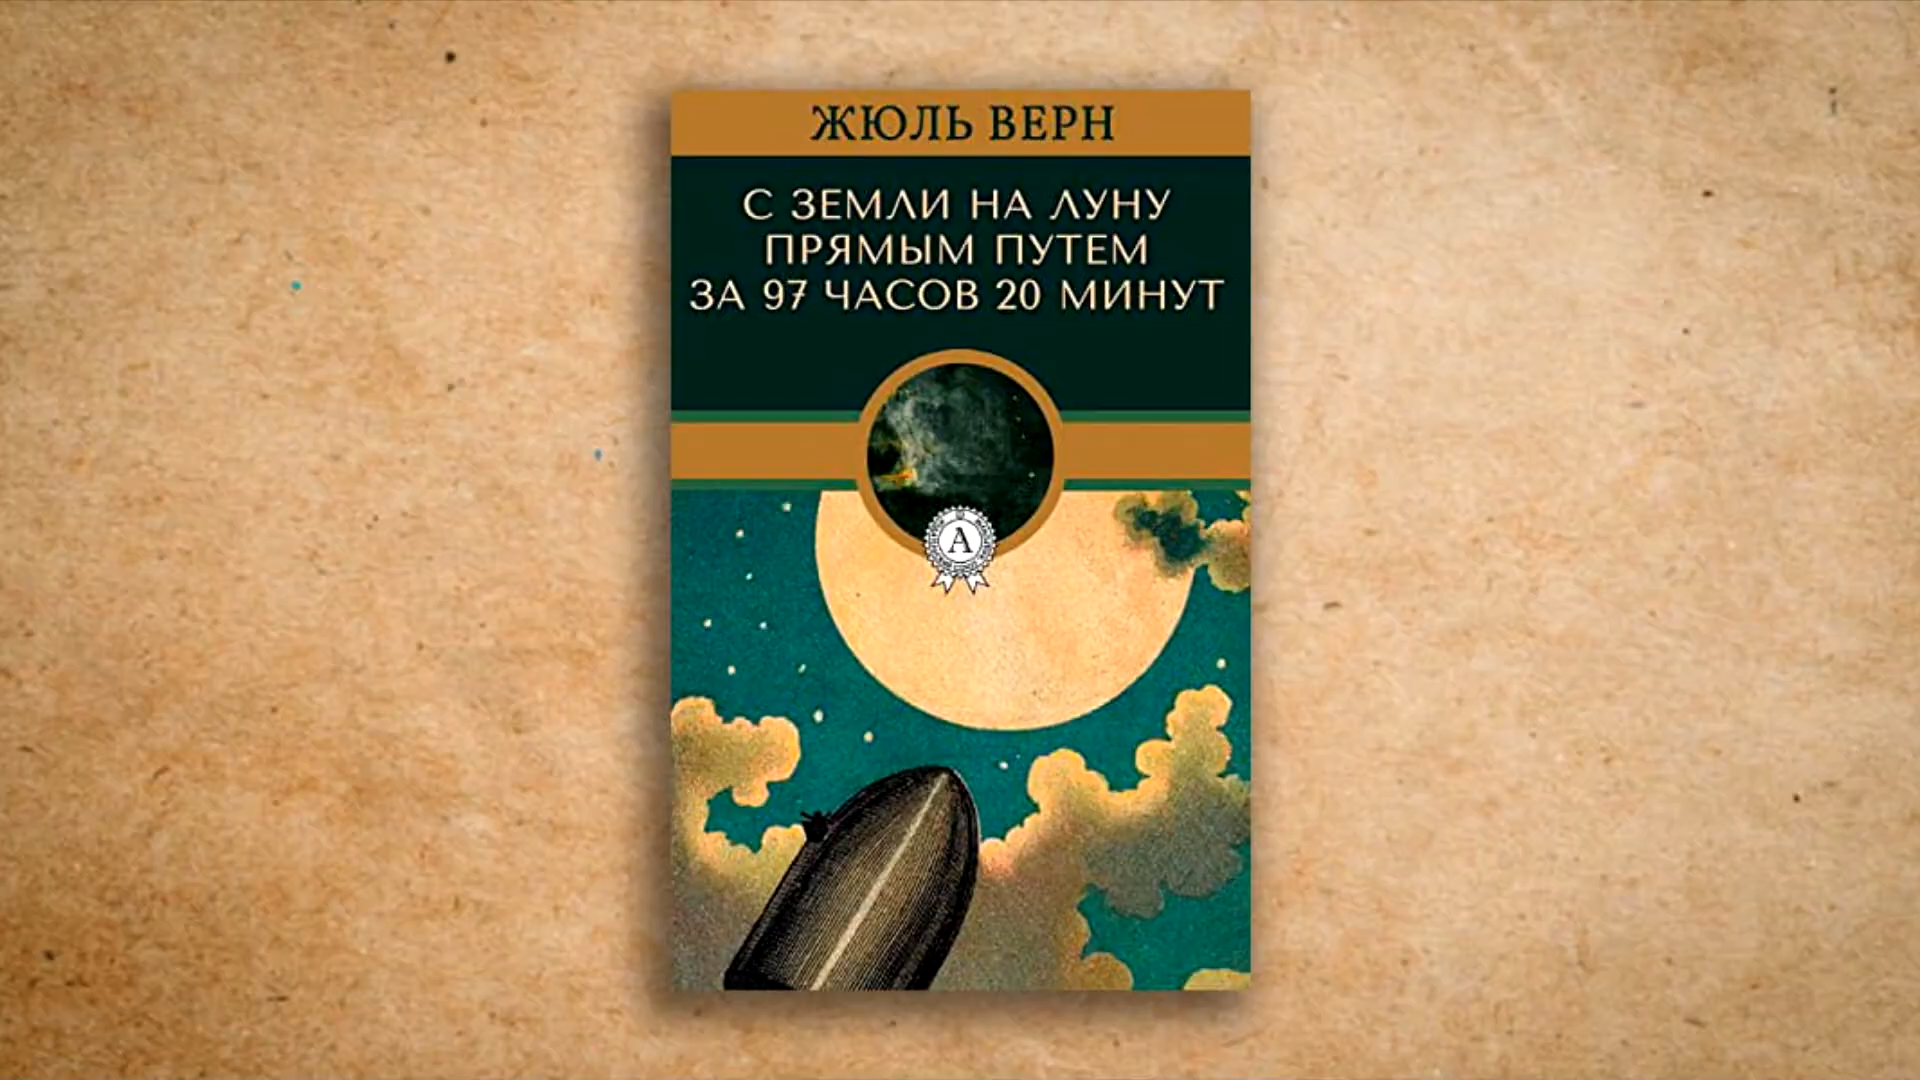 ЖЮЛЬ ВЕРН
С ЗЕМЛИ НА ЛУНУ
ПРЯМЫМ ПУТЕМ
ЗА 97 ЧАСОВ 20 МИНУТ
А